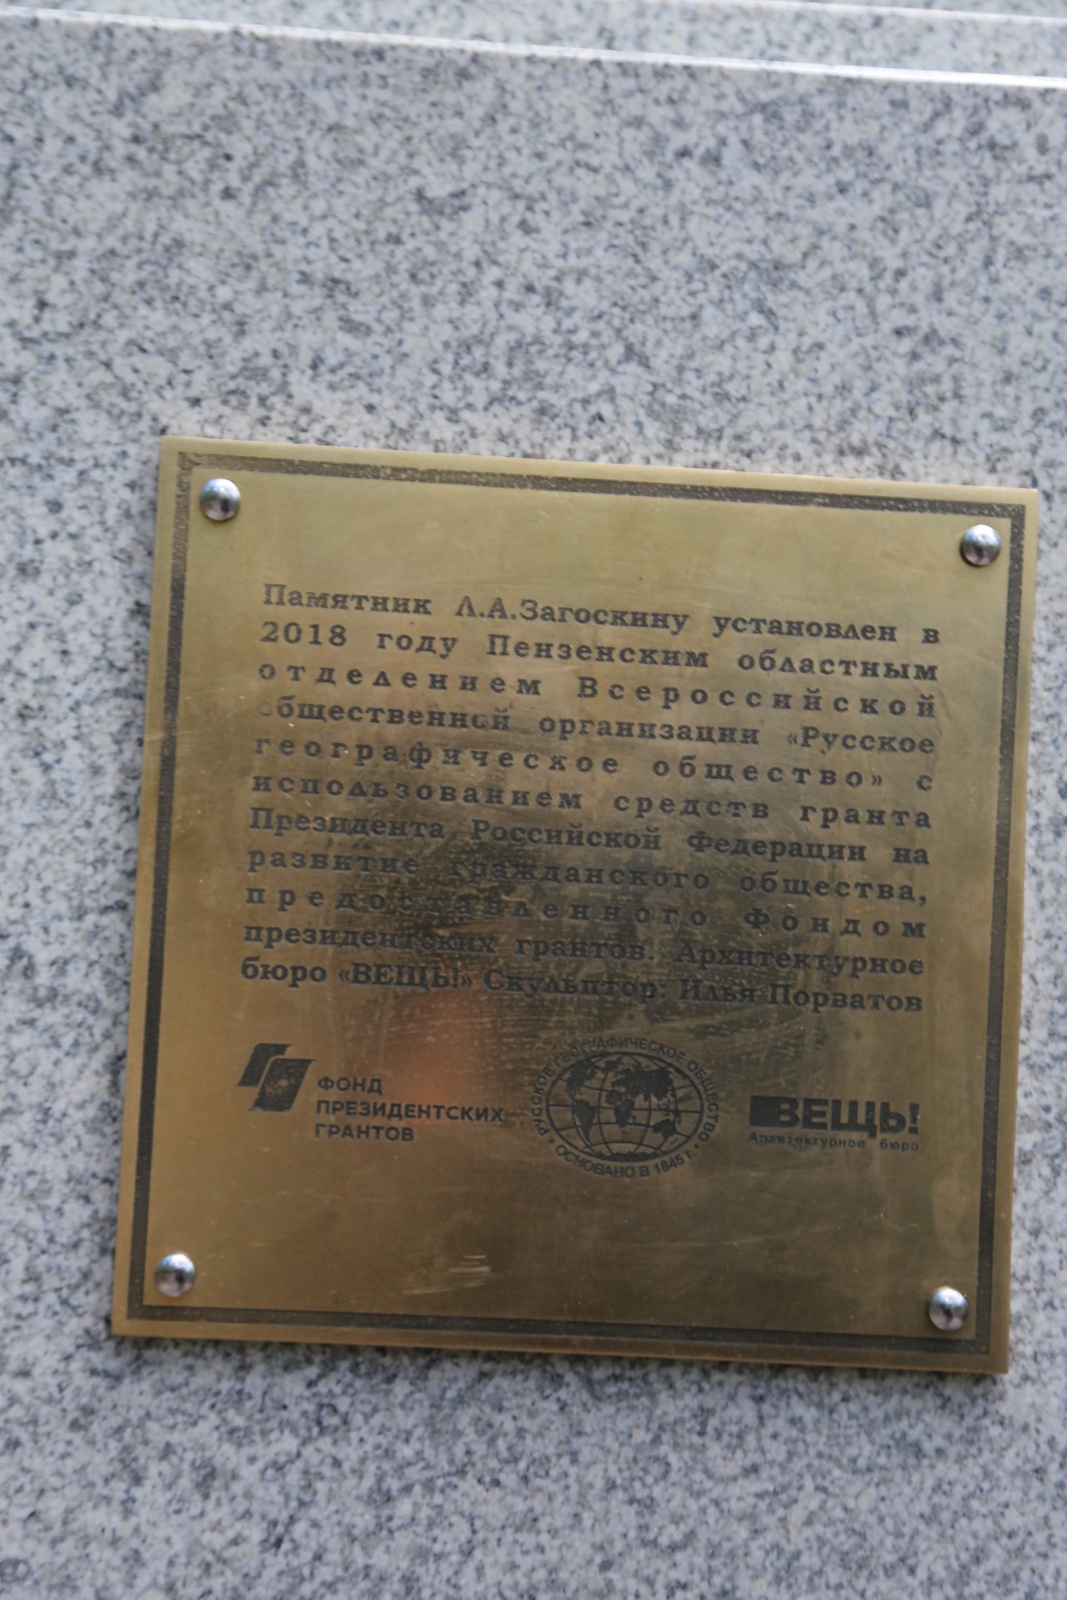 Памятник Л.А.Загоскину установлен в
2018 году Пензенским областным
отделением Всероссийской
общественной организации «Русское
географическое общество» с
использованием средств гранта
Президента Российской Федерации на
развитие гражданского общества,
предоставленного Фондом
президентских грантов. Архитектурное
бюро «ВЕЩЬ!» Скульптор: Илья Порватов
ФОНД
ПРЕЗИДЕНТСКИХ
ГРАНТОВ
РУССКОЕ ГЕОГРАФИЧЕСКОЕ ОБЩЕСТВО
ОСНОВАНО В 1845 г.
ВЕЩЬ!
Архитектурное бюро